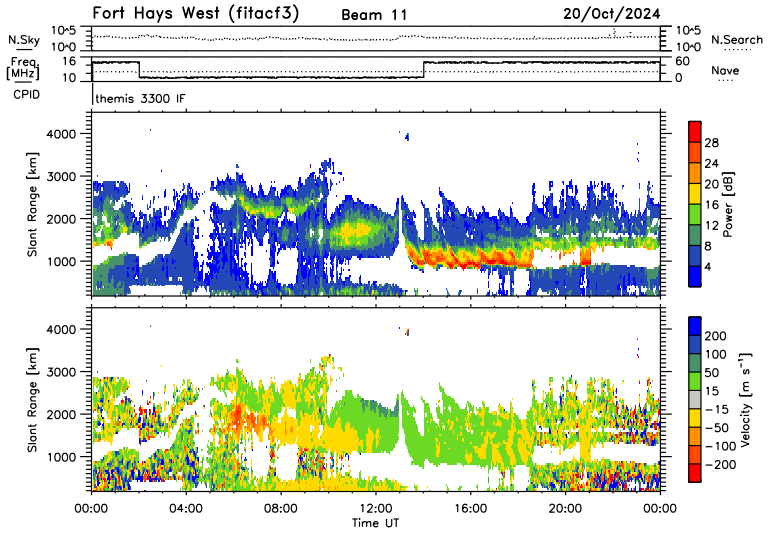 Fort Hays West (fitacf3) Beam 11 20/Oct/2024
N.Sky 10^5 10^0 10^5 10^0 N.Search
Freq. [MHz] 16 10 60 0 Nave
CPID themis 3300 IF
Slant Range [km] 4000 3000 2000 1000
Power [dB] 28 24 20 16 12 8 4
Slant Range [km] 4000 3000 2000 1000
Velocity [m s⁻¹] 200 100 50 15 −15 −50 −100 −200
00:00 04:00 08:00 12:00 16:00 20:00 00:00
Time UT